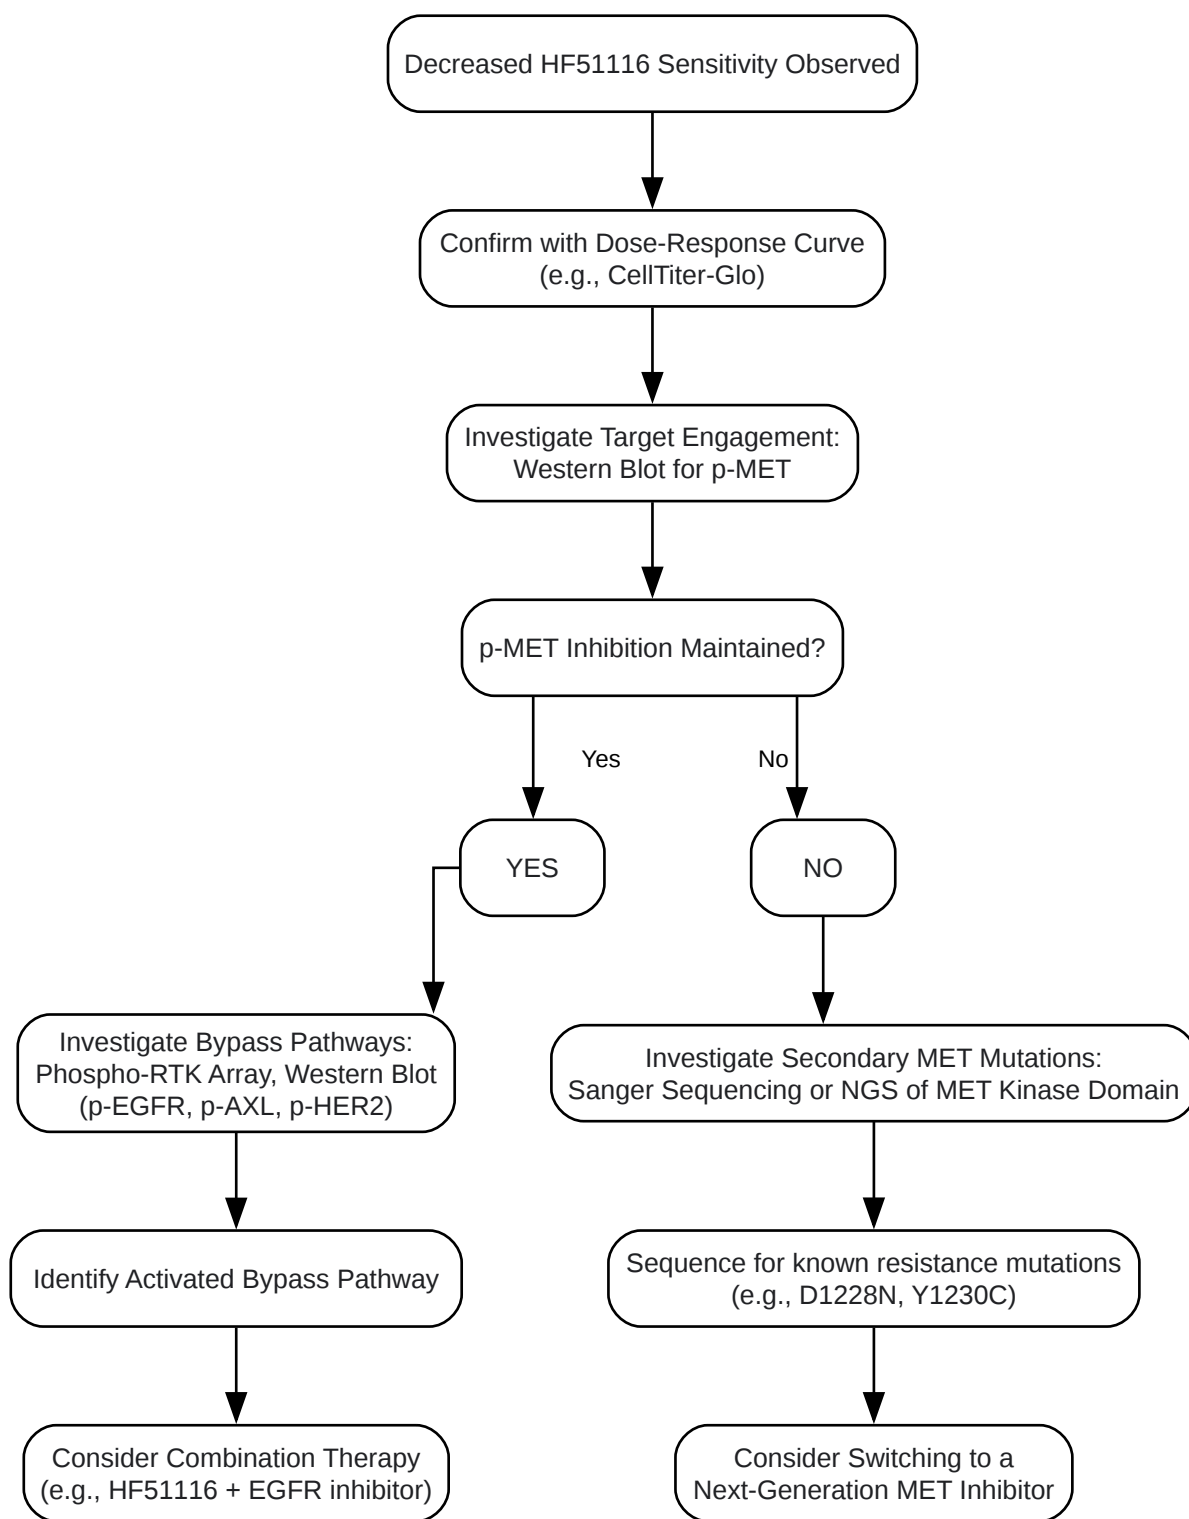 Decreased HF51116 Sensitivity Observed
Confirm with Dose-Response Curve
(e.g., CellTiter-Glo)
Investigate Target Engagement:
Western Blot for p-MET
p-MET Inhibition Maintained?
Yes
No
YES
NO
Investigate Bypass Pathways:
Phospho-RTK Array, Western Blot
(p-EGFR, p-AXL, p-HER2)
Investigate Secondary MET Mutations:
Sanger Sequencing or NGS of MET Kinase Domain
Identify Activated Bypass Pathway
Sequence for known resistance mutations
(e.g., D1228N, Y1230C)
Consider Combination Therapy
(e.g., HF51116 + EGFR inhibitor)
Consider Switching to a
Next-Generation MET Inhibitor